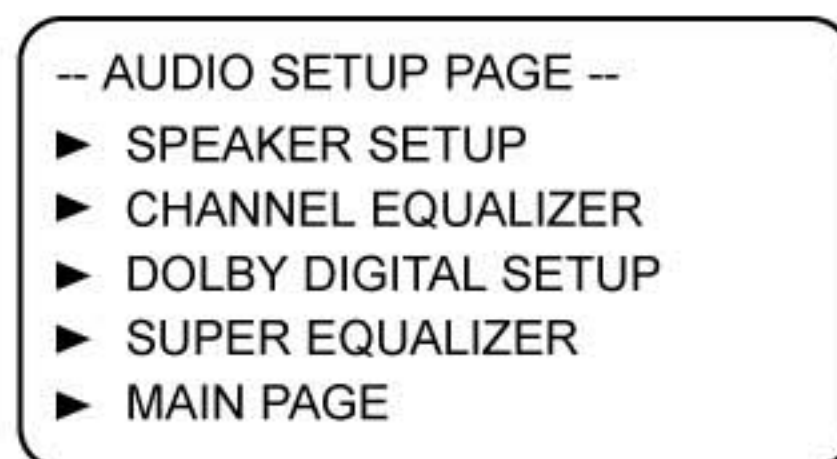 -- AUDIO SETUP PAGE --
► SPEAKER SETUP
► CHANNEL EQUALIZER
► DOLBY DIGITAL SETUP
► SUPER EQUALIZER
► MAIN PAGE